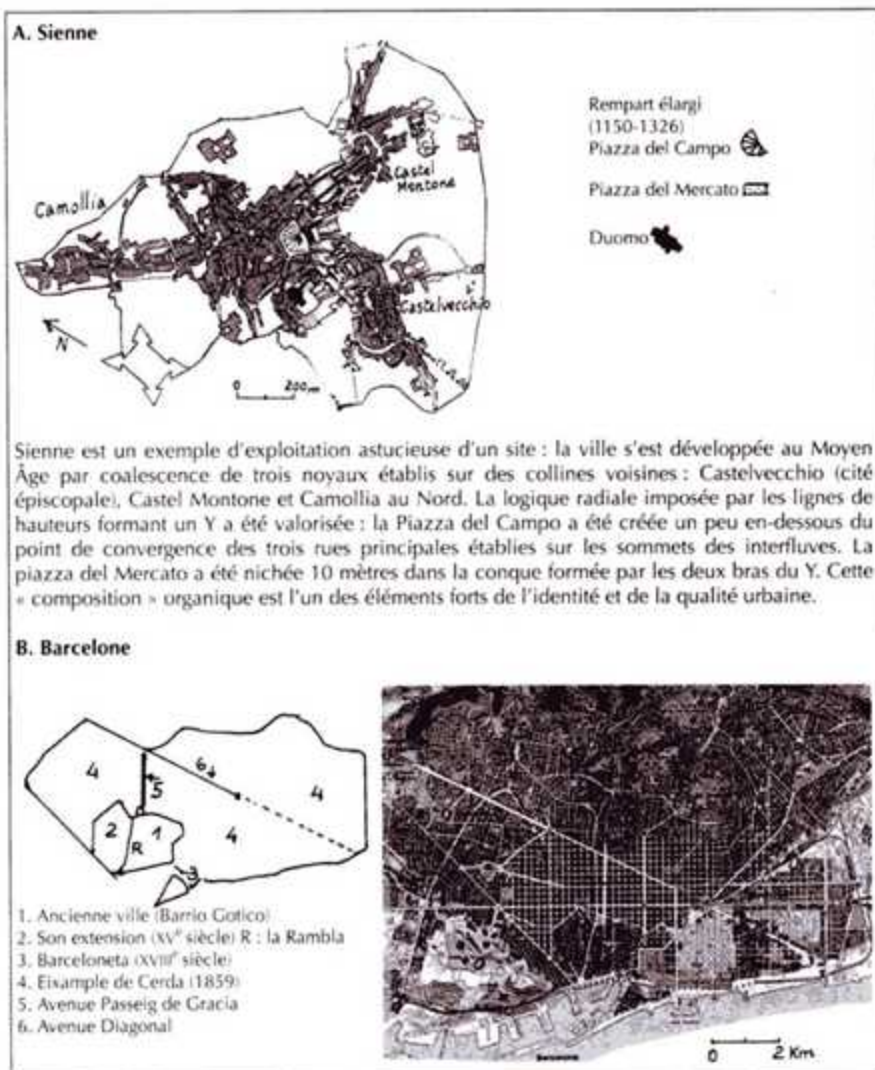 A. Sienne
Rempart élargi
(1150-1326)
Piazza del Campo
Piazza del Mercato
Duomo
Camollia
Castel
Montone
Castelvecchio
N
0 200m
Sienne est un exemple d'exploitation astucieuse d'un site : la ville s'est développée au Moyen
Âge par coalescence de trois noyaux établis sur des collines voisines : Castelvecchio (cité
épiscopale), Castel Montone et Camollia au Nord. La logique radiale imposée par les lignes de
hauteurs formant un Y a été valorisée : la Piazza del Campo a été créée un peu en-dessous du
point de convergence des trois rues principales établies sur les sommets des interfluves. La
piazza del Mercato a été nichée 10 mètres dans la conque formée par les deux bras du Y. Cette
« composition » organique est l'un des éléments forts de l'identité et de la qualité urbaine.
B. Barcelone
4
6
5
4
2
1
4
R
3
1. Ancienne ville (Barrio Gotico)
2. Son extension (XVe siècle) R : la Rambla
3. Barceloneta (XVIIIe siècle)
4. Eixample de Cerda (1859)
5. Avenue Passeig de Gracia
6. Avenue Diagonal
Barcelona
0 2 Km